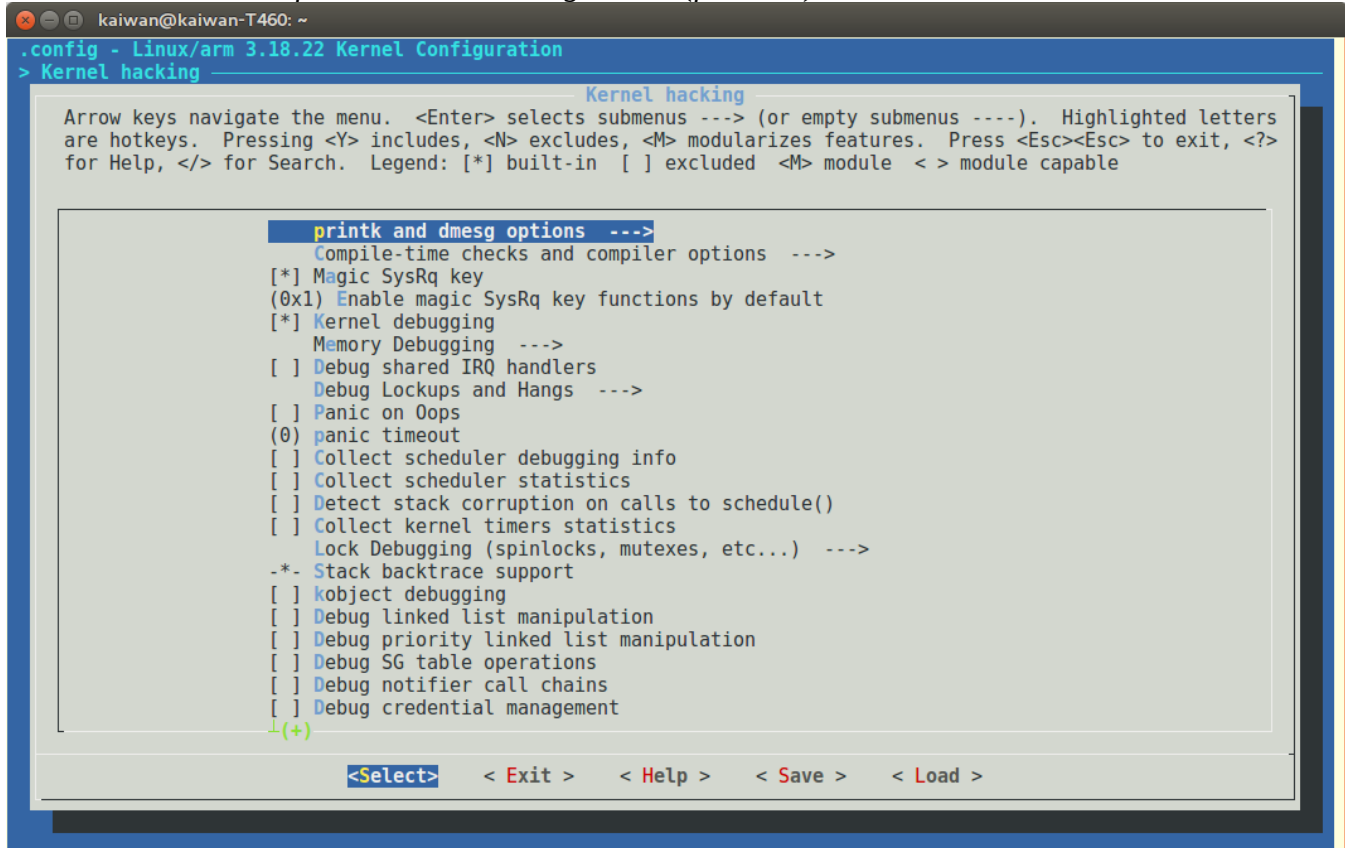 kaiwan@kaiwan-T460: ~
.config - Linux/arm 3.18.22 Kernel Configuration
> Kernel hacking
Kernel hacking
Arrow keys navigate the menu.  <Enter> selects submenus ---> (or empty submenus ----).  Highlighted letters
are hotkeys.  Pressing <Y> includes, <N> excludes, <M> modularizes features.  Press <Esc><Esc> to exit, <?>
for Help, </> for Search.  Legend: [*] built-in  [ ] excluded  <M> module  < > module capable
printk and dmesg options  --->
Compile-time checks and compiler options  --->
[*] Magic SysRq key
(0x1) Enable magic SysRq key functions by default
[*] Kernel debugging
Memory Debugging  --->
[ ] Debug shared IRQ handlers
Debug Lockups and Hangs  --->
[ ] Panic on Oops
(0) panic timeout
[ ] Collect scheduler debugging info
[ ] Collect scheduler statistics
[ ] Detect stack corruption on calls to schedule()
[ ] Collect kernel timers statistics
Lock Debugging (spinlocks, mutexes, etc...)  --->
-*- Stack backtrace support
[ ] kobject debugging
[ ] Debug linked list manipulation
[ ] Debug priority linked list manipulation
[ ] Debug SG table operations
[ ] Debug notifier call chains
[ ] Debug credential management
┴(+)
<Select>    < Exit >    < Help >    < Save >    < Load >